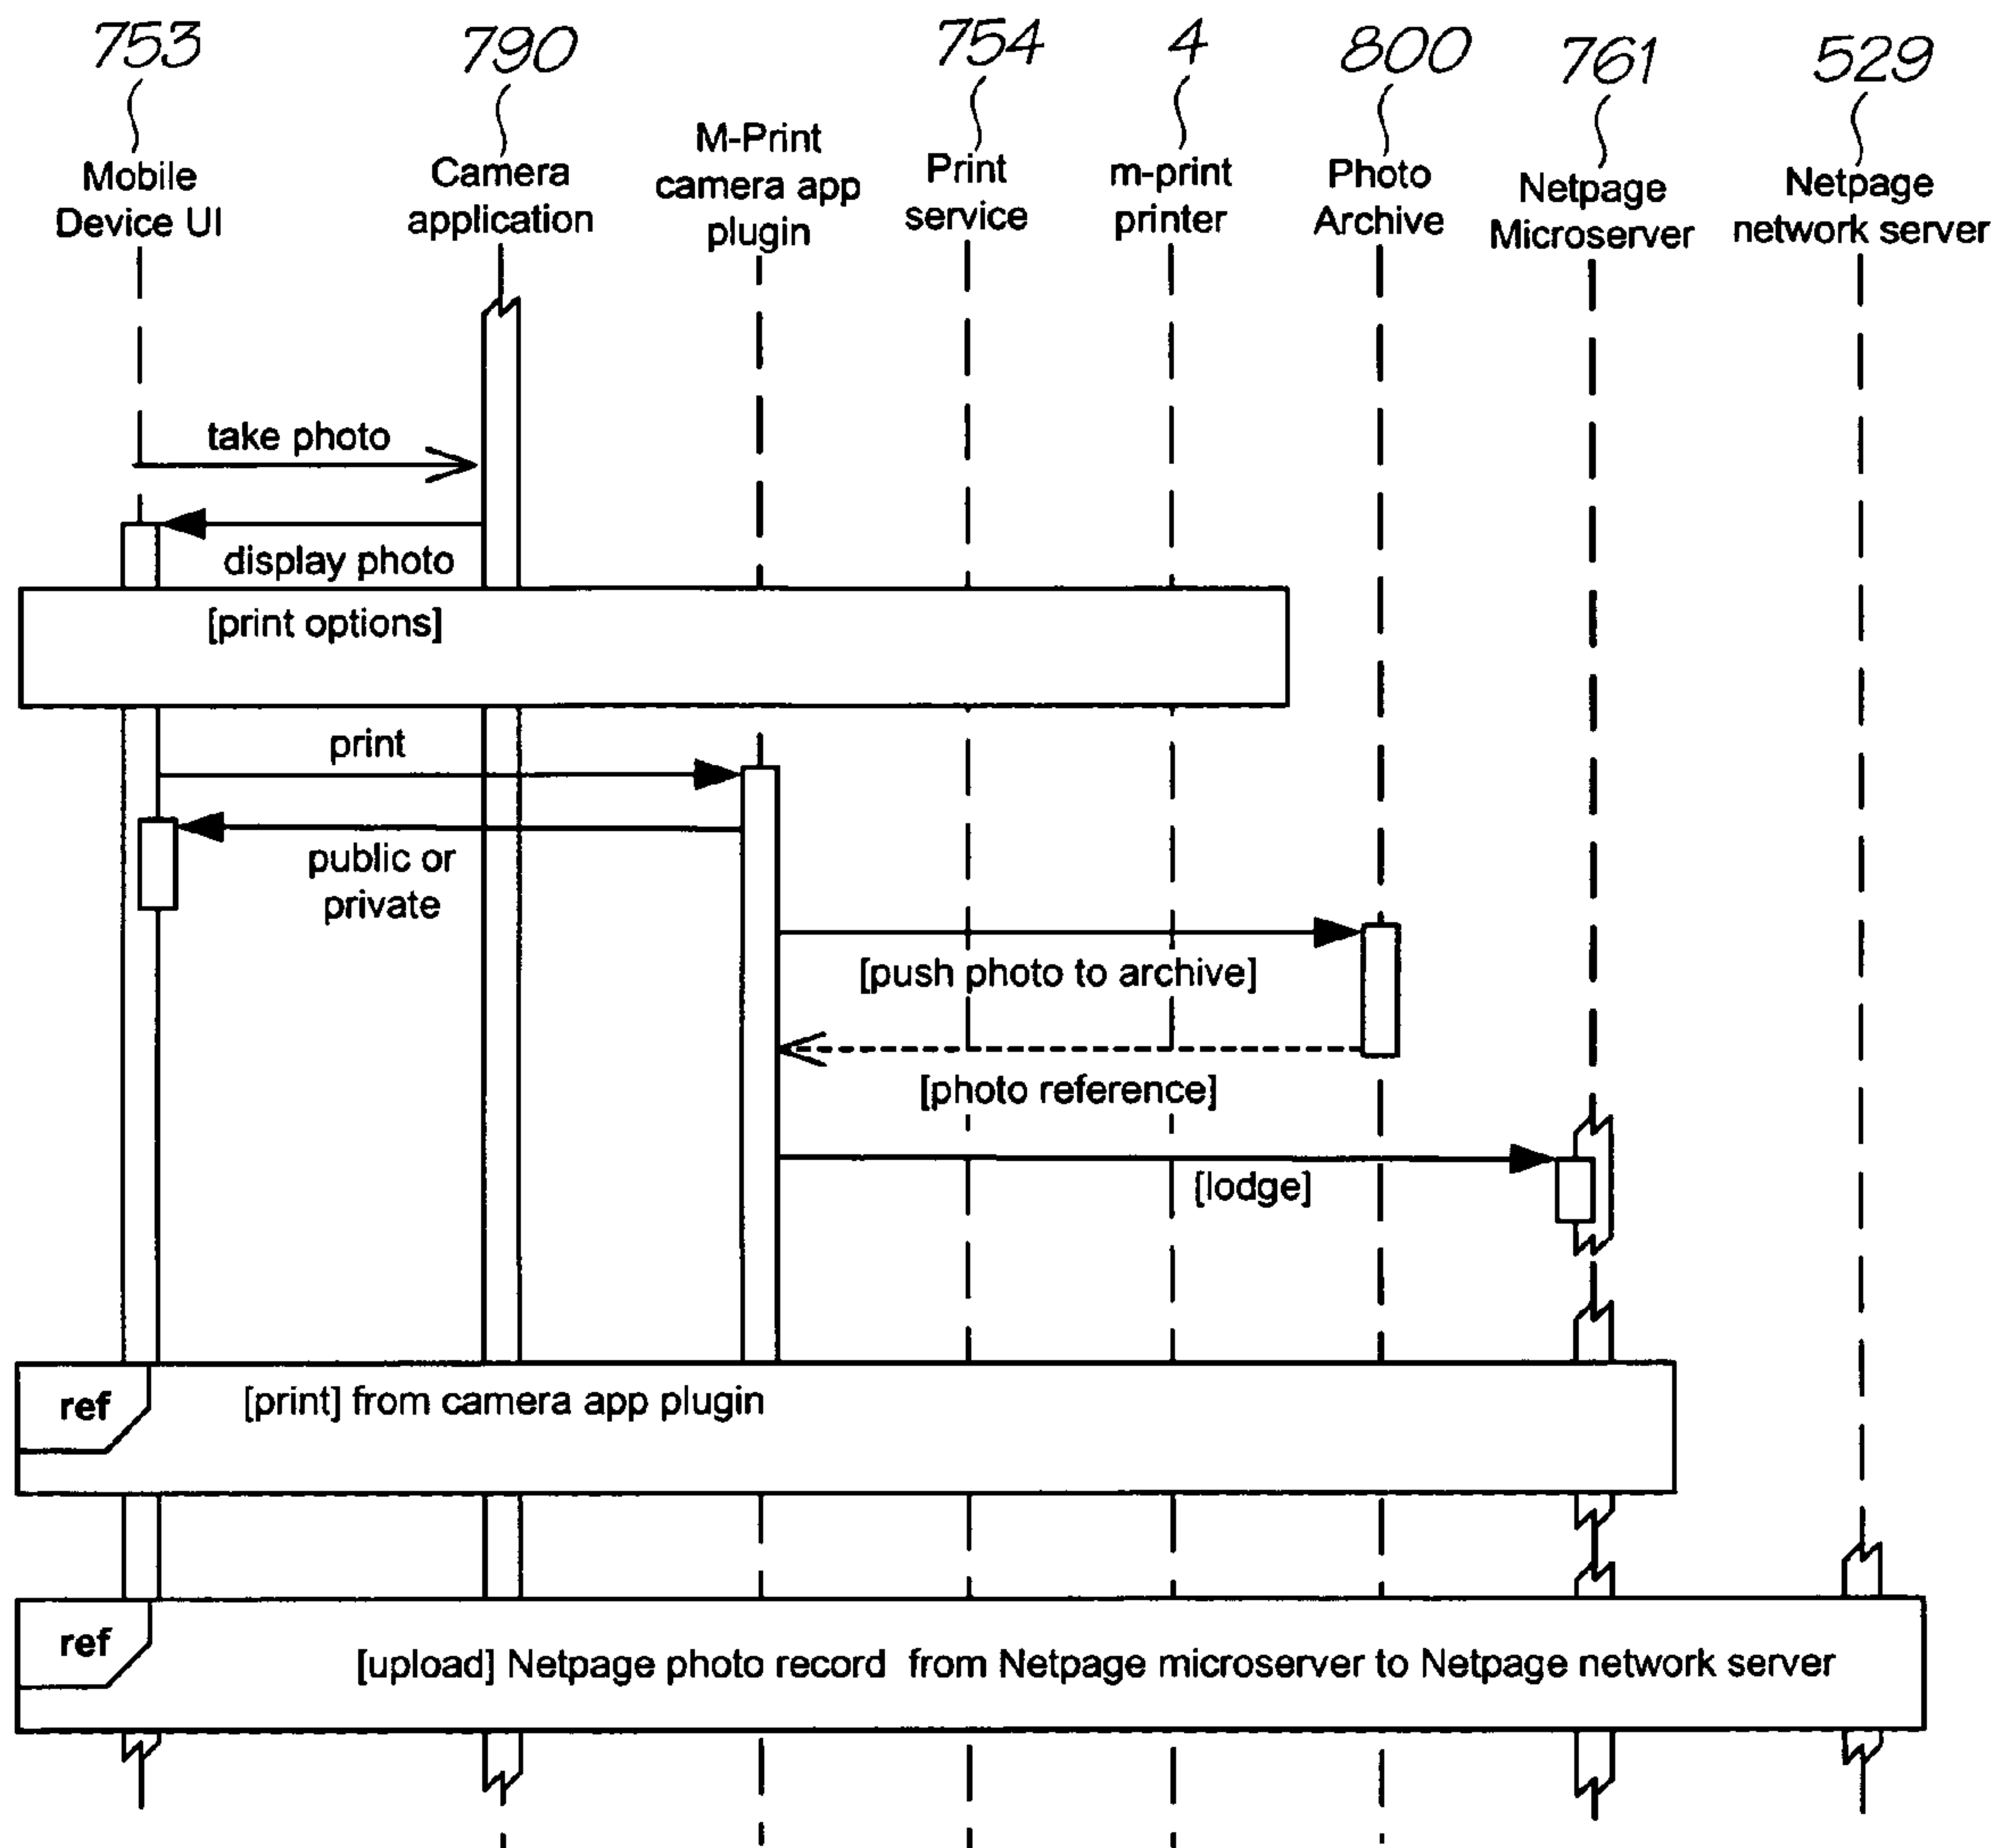 753
790
754
4
800
761
529
Mobile
Device UI
Camera
application
M-Print
camera app
plugin
Print
service
m-print
printer
Photo
Archive
Netpage
Microserver
Netpage
network server
take photo
display photo
[print options]
print
public or
private
[push photo to archive]
[photo reference]
[lodge]
ref
[print] from camera app plugin
ref
[upload] Netpage photo record from Netpage microserver to Netpage network server